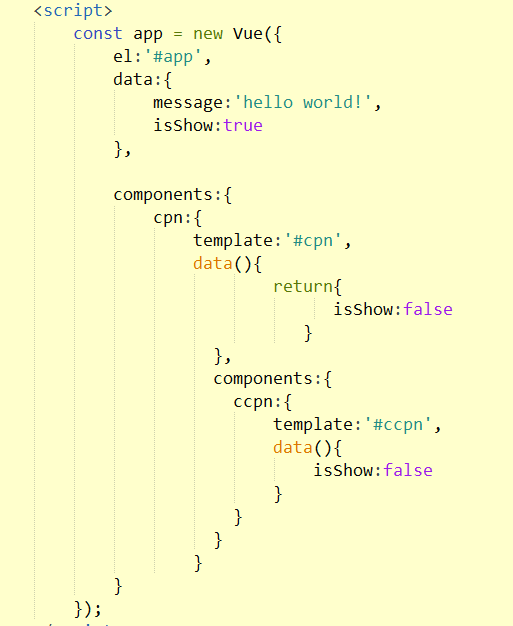 <script>
const app = new Vue({
el:'#app',
data:{
message:'hello world!',
isShow:true
},
components:{
cpn:{
template:'#cpn',
data(){
return{
isShow:false
}
},
components:{
ccpn:{
template:'#ccpn',
data(){
isShow:false
}
}
}
}
}
});